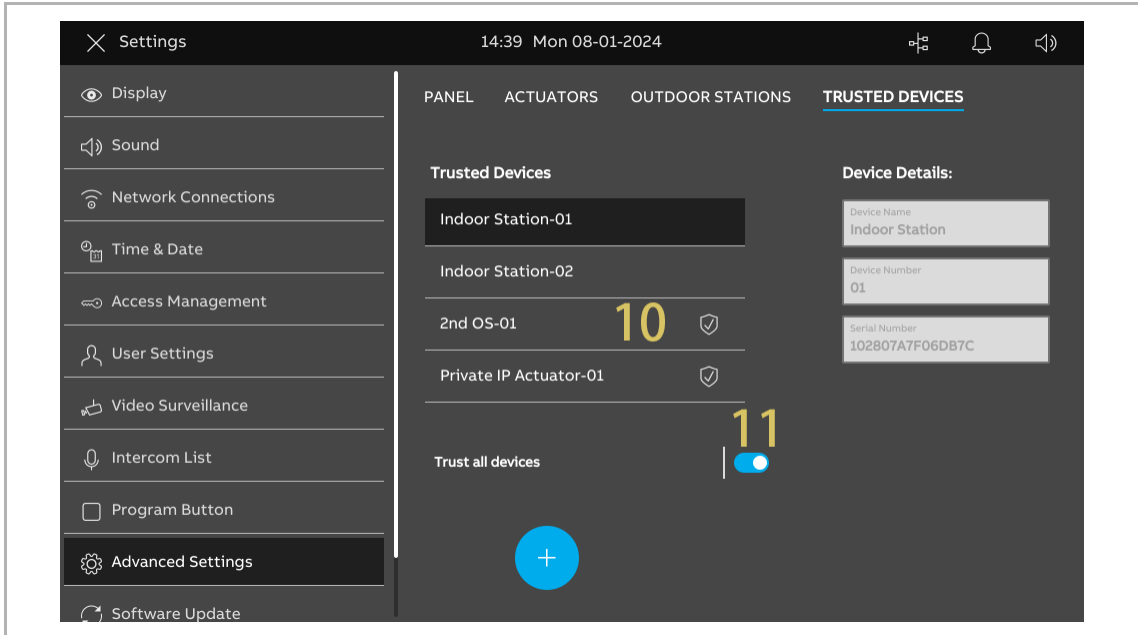 Settings
14:39 Mon 08-01-2024
Display
Sound
Network Connections
Time & Date
31
Access Management
User Settings
Video Surveillance
Intercom List
Program Button
Advanced Settings
Software Update
PANEL ACTUATORS OUTDOOR STATIONS TRUSTED DEVICES
Trusted Devices
Indoor Station-01
Indoor Station-02
2nd OS-01
10
Private IP Actuator-01
11
Trust all devices
+
Device Details:
Device Name
Indoor Station
Device Number
01
Serial Number
102807A7F06DB7C